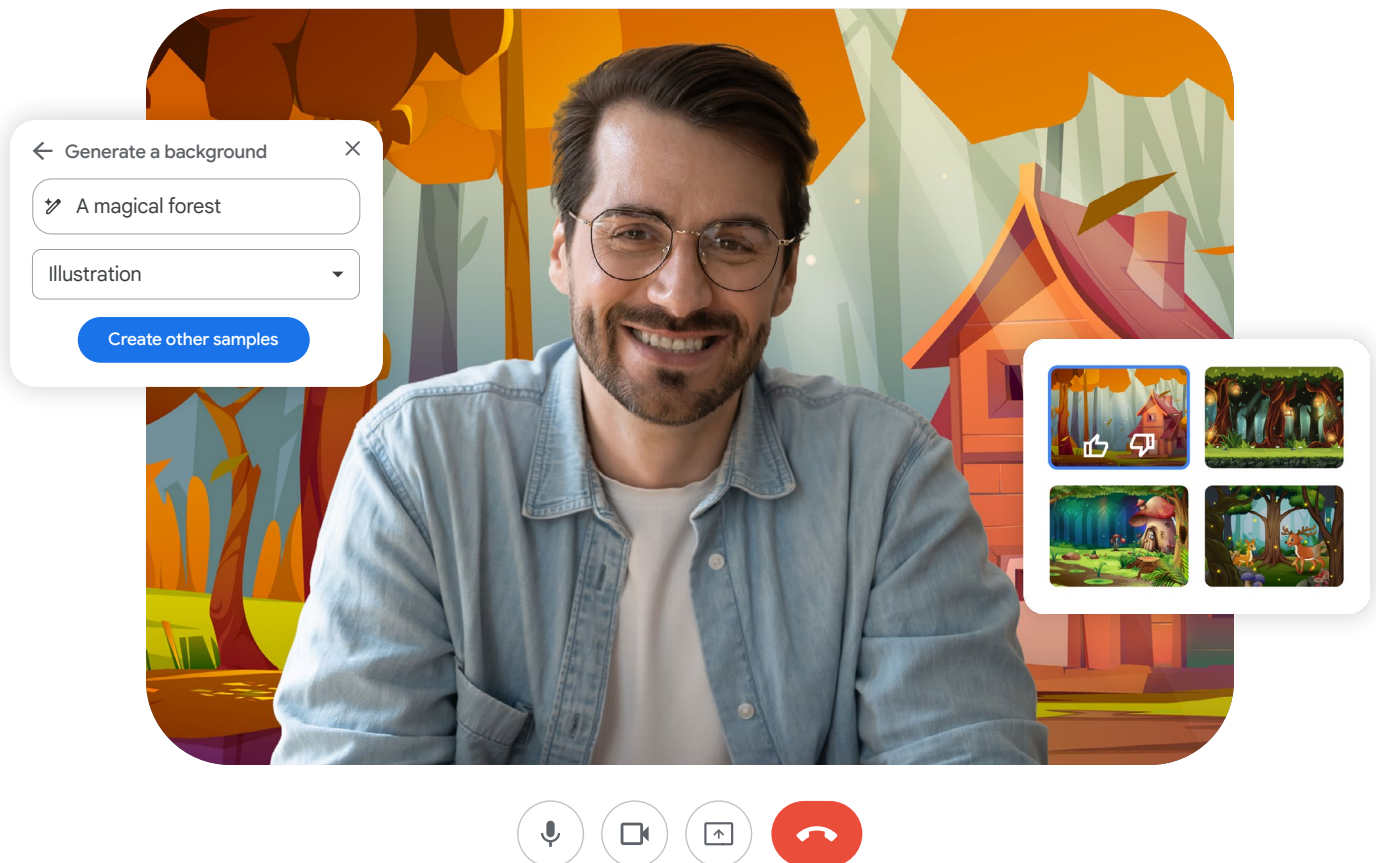 Generate a background
A magical forest
Illustration
Create other samples